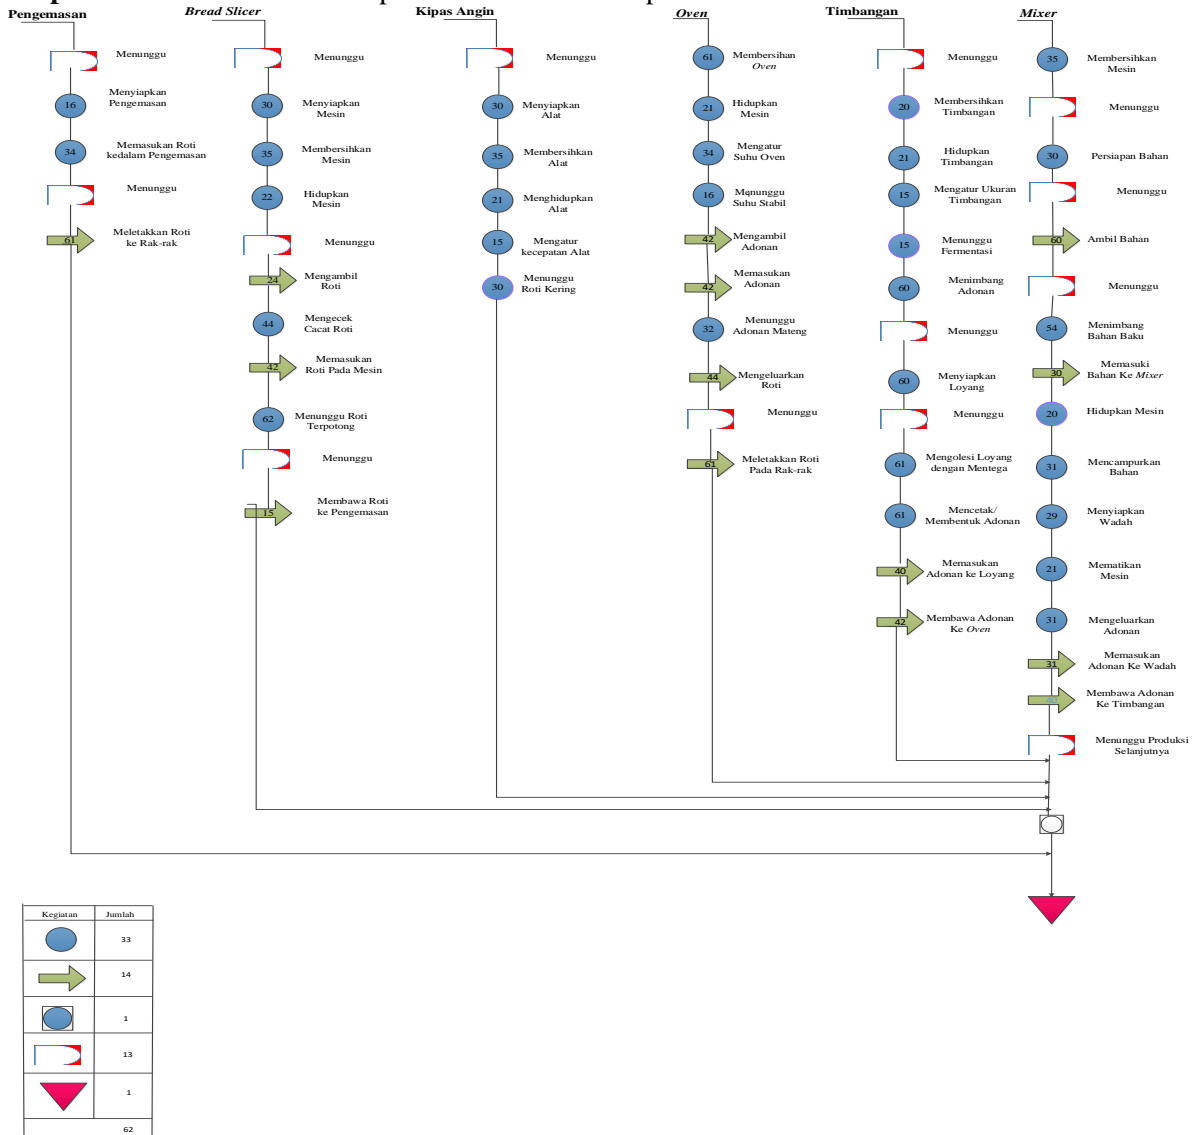 Pengemasan
Menunggu
16
Menyiapkan
Pengemasan
34
Memasukan Roti
kedalam Pengemasan
Menunggu
61
Meletakkan Roti
ke Rak-rak
Bread Slicer
Menunggu
30
Menyiapkan
Mesin
35
Membersihkan
Mesin
22
Hidupkan
Mesin
Menunggu
24
Mengambil
Roti
44
Mengecek
Cacat Roti
42
Memasukan
Roti Pada Mesin
62
Menunggu Roti
Terpotong
Menunggu
15
Membawa Roti
ke Pengemasan
Kipas Angin
Menunggu
30
Menyiapkan
Alat
35
Membersihkan
Alat
21
Menghidupkan
Alat
15
Mengatur
kecepatan Alat
30
Menunggu
Roti Kering
Oven
61
Membersihan
Oven
21
Hidupkan
Mesin
34
Mengatur
Suhu Oven
16
Menunggu
Suhu Stabil
42
Mengambil
Adonan
42
Memasukan
Adonan
32
Menunggu
Adonan Mateng
44
Mengeluarkan
Roti
Menunggu
61
Meletakkan Roti
Pada Rak-rak
Timbangan
Menunggu
20
Membersihkan
Timbangan
21
Hidupkan
Timbangan
15
Mengatur Ukuran
Timbangan
15
Menunggu
Fermentasi
60
Menimbang
Adonan
Menunggu
60
Menyiapkan
Loyang
Menunggu
61
Mengolesi Loyang
dengan Mentega
61
Mencetak/
Membentuk Adonan
40
Memasukan
Adonan ke Loyang
42
Membawa Adonan
Ke Oven
Mixer
35
Membersihkan
Mesin
Menunggu
30
Persiapan Bahan
Menunggu
60
Ambil Bahan
Menunggu
54
Menimbang
Bahan Baku
30
Memasuki
Bahan Ke Mixer
20
Hidupkan Mesin
31
Mencampurkan
Bahan
29
Menyiapkan
Wadah
21
Mematikan
Mesin
31
Mengeluarkan
Adonan
31
Memasukan
Adonan Ke Wadah
Membawa Adonan
Ke Timbangan
Menunggu Produksi
Selanjutnya
Kegiatan Jumlah
33
14
1
13
1
62